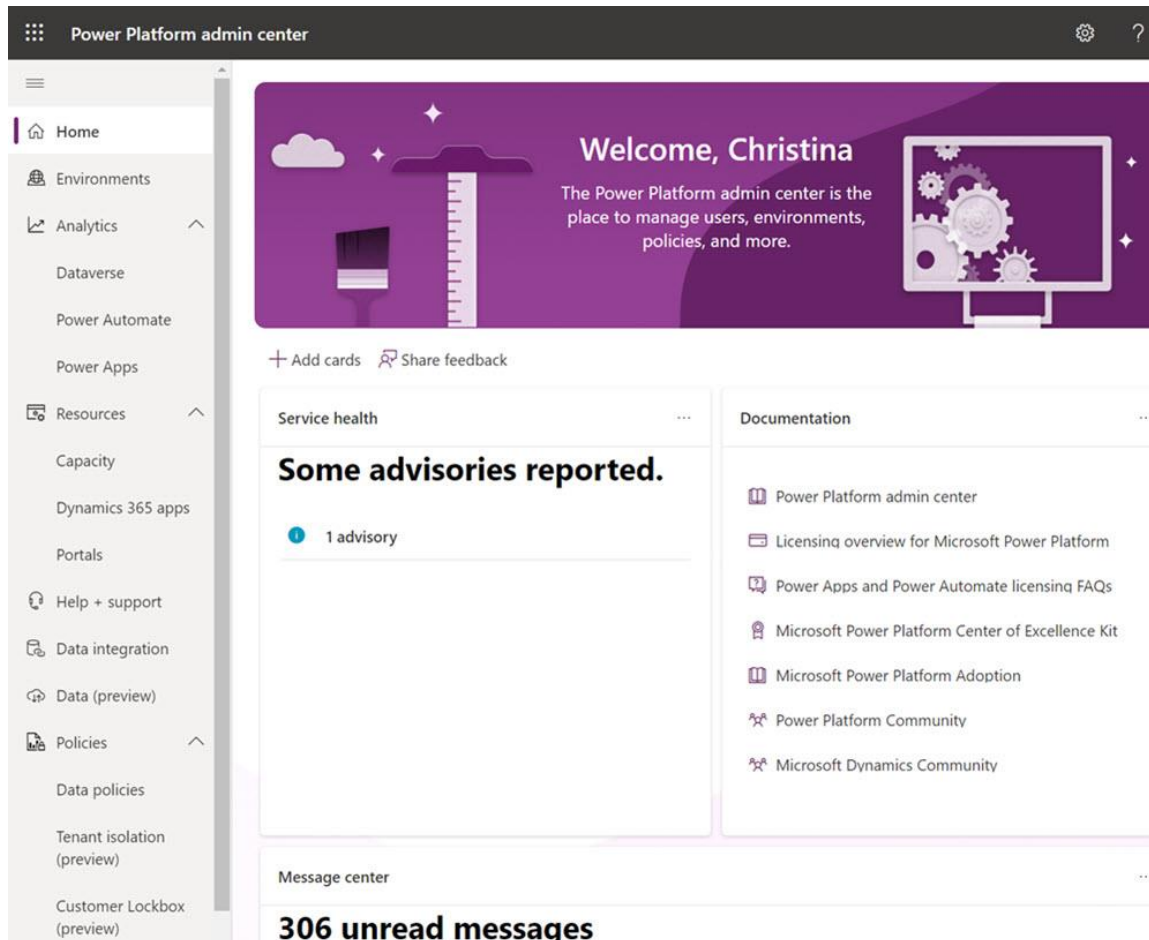 Power Platform admin center
?
Home
Environments
Analytics
Dataverse
Power Automate
Power Apps
Resources
Capacity
Dynamics 365 apps
Portals
Help + support
Data integration
Data (preview)
Policies
Data policies
Tenant isolation
(preview)
Customer Lockbox
(preview)
Welcome, Christina
The Power Platform admin center is the
place to manage users, environments,
policies, and more.
Add cards
Share feedback
Service health
Some advisories reported.
1 advisory
Documentation
Power Platform admin center
Licensing overview for Microsoft Power Platform
Power Apps and Power Automate licensing FAQs
Microsoft Power Platform Center of Excellence Kit
Microsoft Power Platform Adoption
Power Platform Community
Microsoft Dynamics Community
Message center
306 unread messages